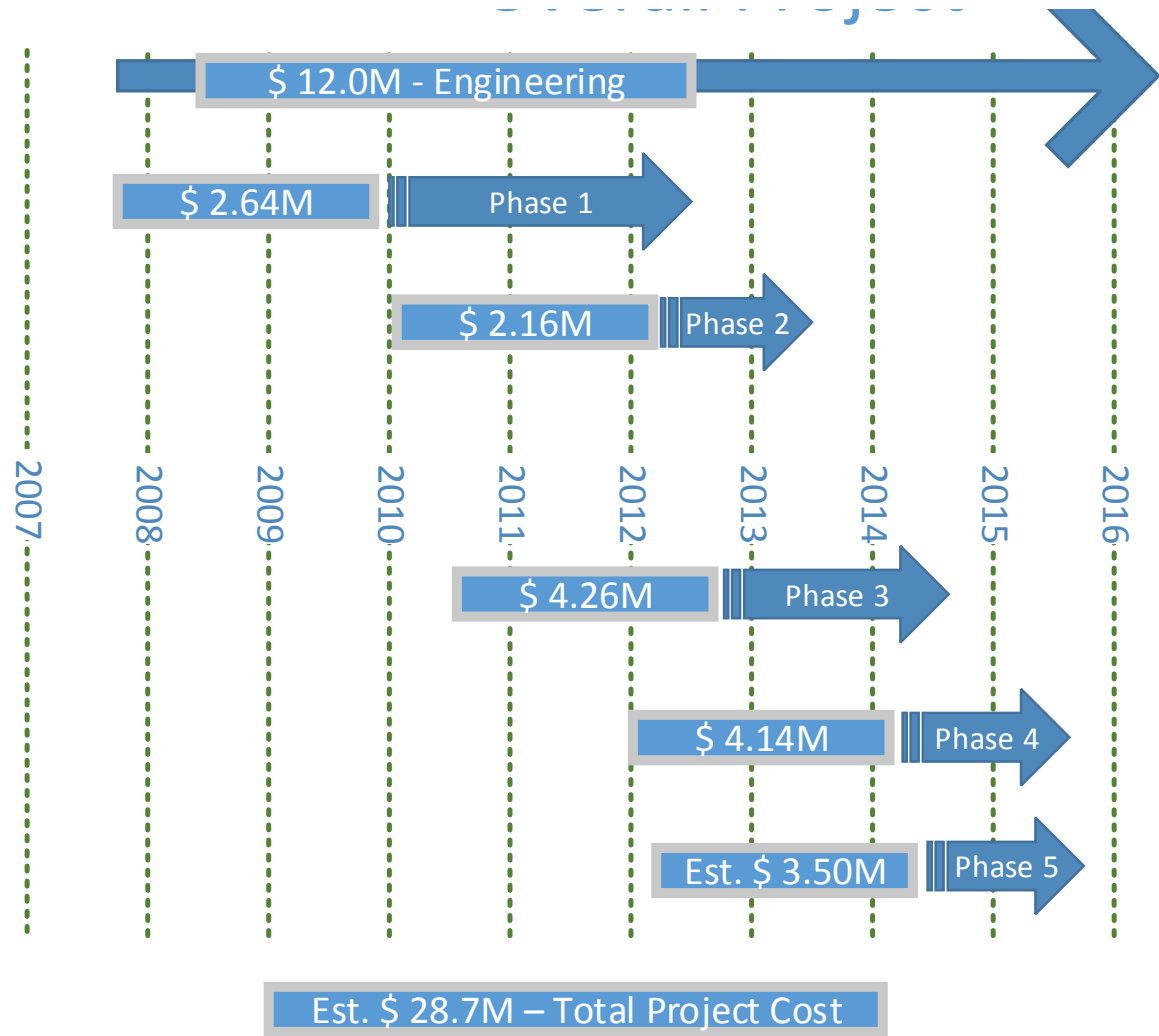 Overall Project
$ 12.0M - Engineering
$ 2.64M
Phase 1
$ 2.16M
Phase 2
2007
2008
2009
2010
2011
2012
2013
2014
2015
2016
$ 4.26M
Phase 3
$ 4.14M
Phase 4
Est. $ 3.50M
Phase 5
Est. $ 28.7M – Total Project Cost